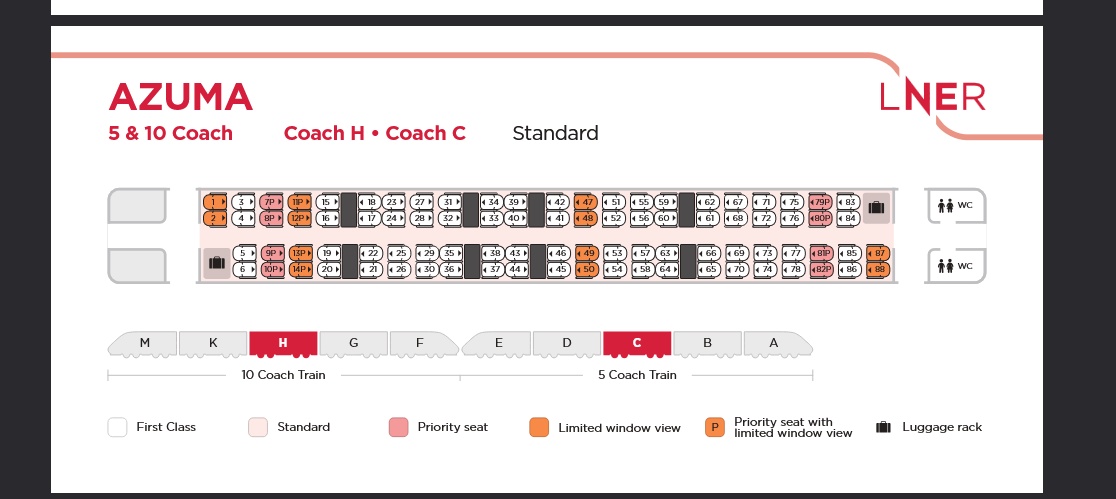 AZUMA
LNER
5 & 10 Coach Coach H • Coach C Standard
1 3 7P 11P 15 18 23 27 31 34 39 42 47 51 55 59 62 67 71 75 79P 83
2 4 8P 12P 16 17 24 28 32 33 40 41 48 52 56 60 61 68 72 76 80P 84
WC
5 9P 13P 19 22 25 29 35 38 43 46 49 53 57 63 66 69 73 77 81P 85 87
6 10P 14P 20 21 26 30 36 37 44 45 50 54 58 64 65 70 74 78 82P 86 88
WC
M K H G F E D C B A
10 Coach Train 5 Coach Train
First Class Standard Priority seat Limited window view P Priority seat with
limited window view Luggage rack